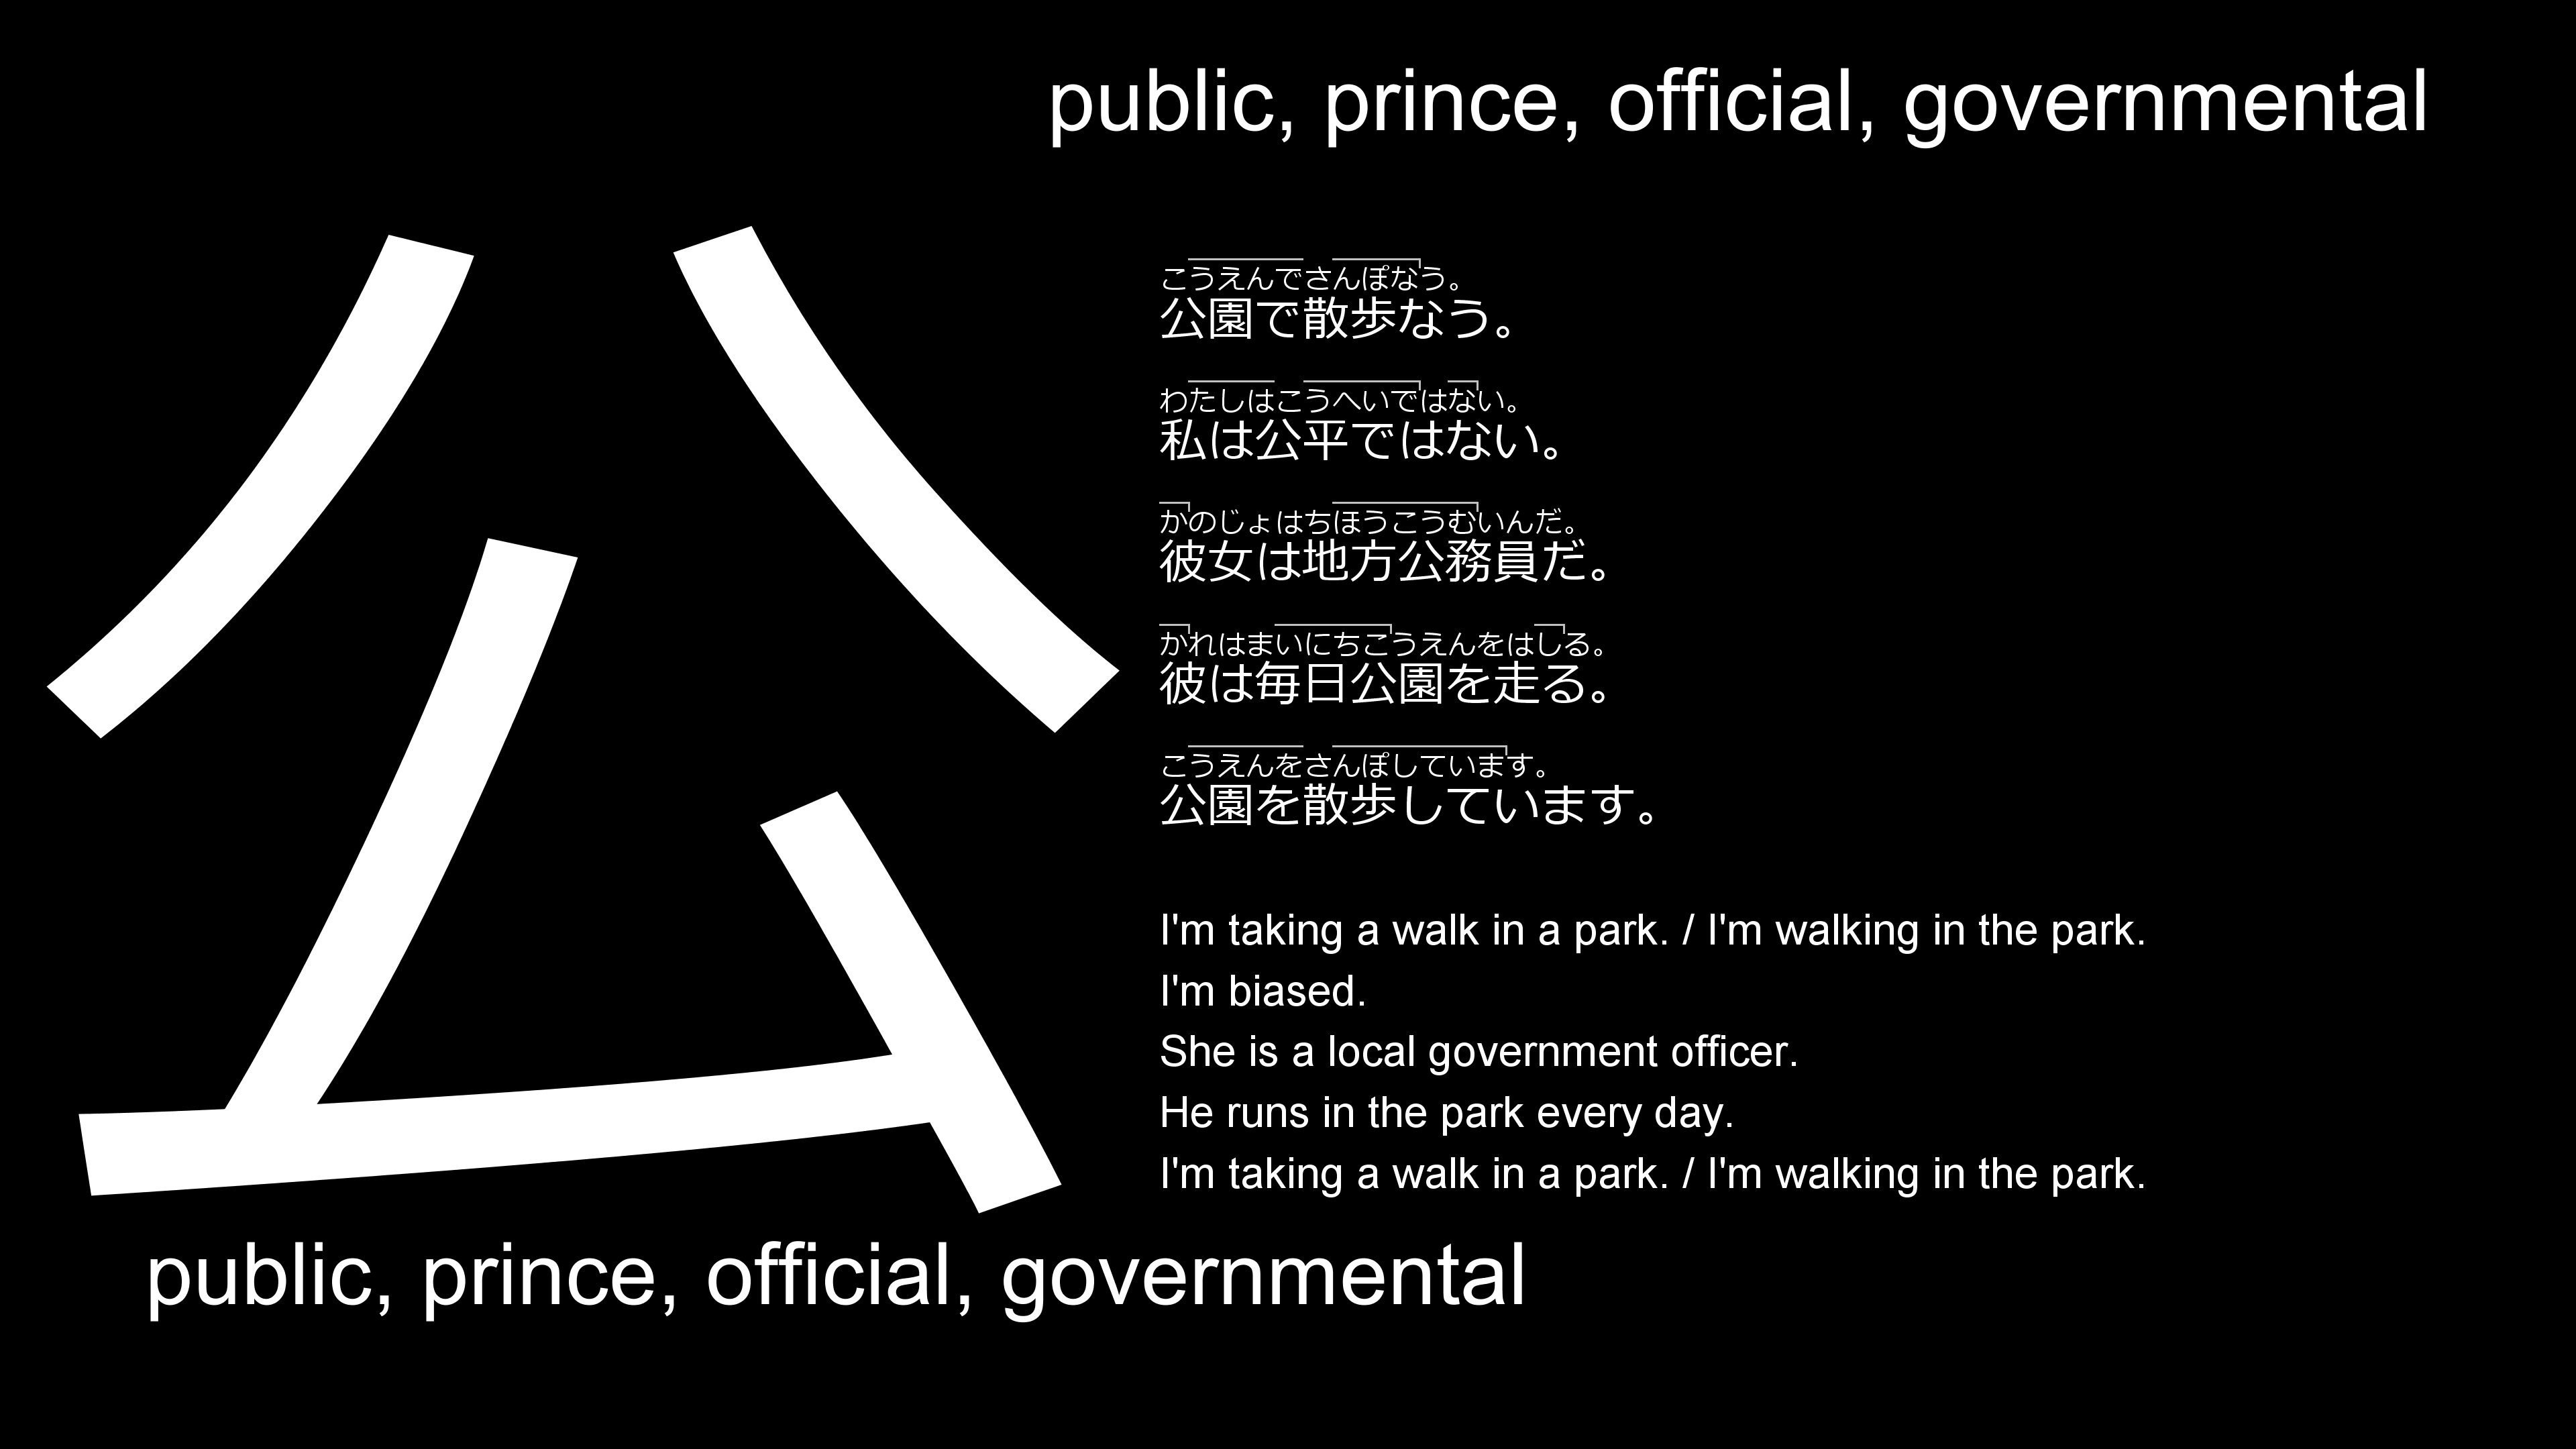 public, prince, official, governmental
公
こうえんでさんぽなう。
公園で散歩なう。
わたしはこうへいではない。
私は公平ではない。
かのじょはちほうこうむいんだ。
彼女は地方公務員だ。
かれはまいにちこうえんをはしる。
彼は毎日公園を走る。
こうえんをさんぽしています。
公園を散歩しています。
I'm taking a walk in a park. / I'm walking in the park.
I'm biased.
She is a local government officer.
He runs in the park every day.
I'm taking a walk in a park. / I'm walking in the park.
public, prince, official, governmental